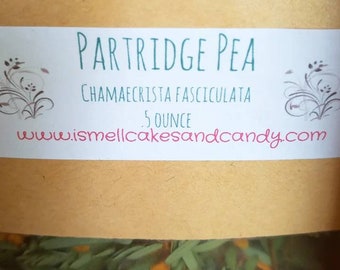 PARTRIDGE PEA
CHAMAECRISTA FASCICULATA
.5 OUNCE
www.ismellcakesandcandy.com